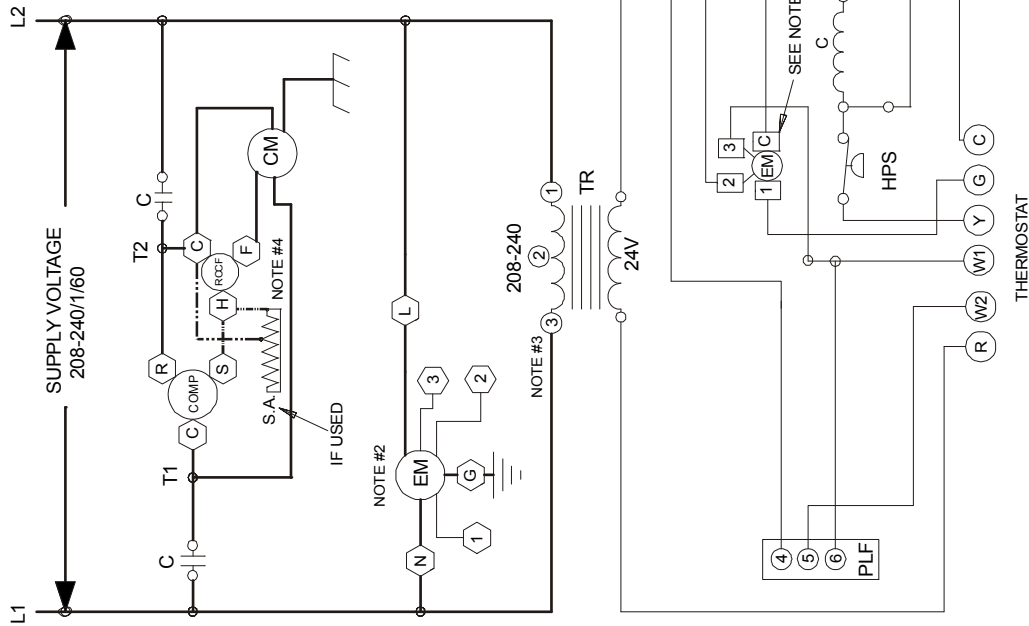 L1
L2
SUPPLY VOLTAGE
208-240/1/60
C
T1
C
COMP
R
S
T2
C
C
H
RCCF
F
CM
NOTE #4
S.A.
IF USED
NOTE #2
N
EM
L
1
G
3
2
NOTE #3
3
208-240
2
1
TR
24V
SEE NOTE
2
3
1
EM
C
C
HPS
4
5
6
PLF
R
W2
W1
Y
G
C
THERMOSTAT